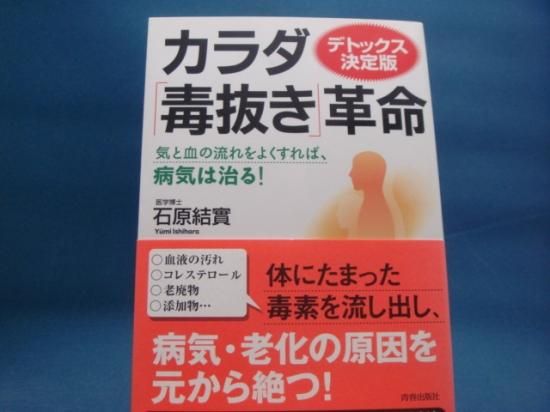 カラダ
デトックス
決定版
「毒抜き」革命
気と血の流れをよくすれば、
病気は治る!
医学博士
石原結實
Yūmi Ishihara
○血液の汚れ
○コレステロール
○老廃物
○添加物…
体にたまった
毒素を流し出し、
病気・老化の原因を
元から絶つ!
青春出版社